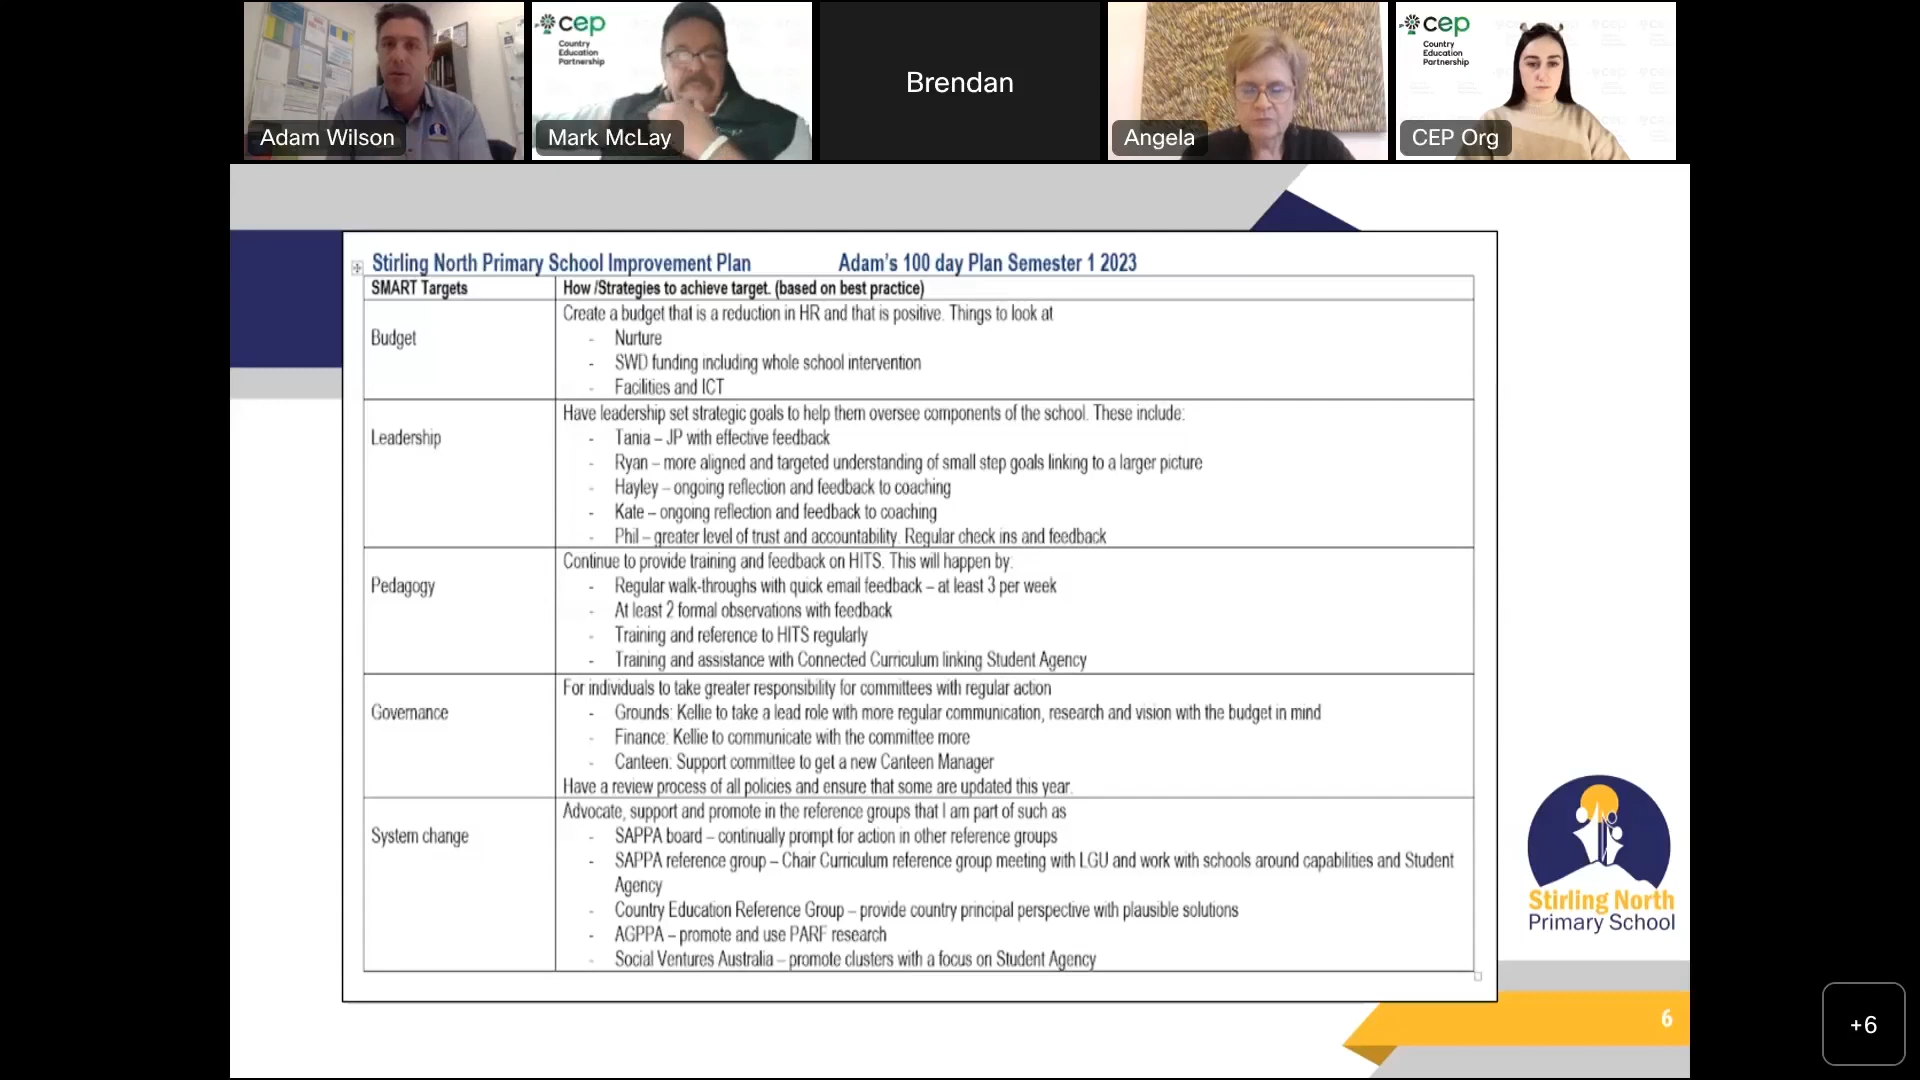 cep
Country
Education
Partnership
cep
Country
Education
Partnership
Brendan
Adam Wilson
Mark McLay
Angela
CEP Org
Stirling North Primary School Improvement Plan Adam's 100 day Plan Semester 1 2023
SMART Targets
How /Strategies to achieve target. (based on best practice)
Budget
Create a budget that is a reduction in HR and that is positive. Things to look at
- Nurture
- SWD funding including whole school intervention
- Facilities and ICT
Leadership
Have leadership set strategic goals to help them oversee components of the school. These include:
- Tania – JP with effective feedback
- Ryan – more aligned and targeted understanding of small step goals linking to a larger picture
- Hayley – ongoing reflection and feedback to coaching
- Kate – ongoing reflection and feedback to coaching
- Phil – greater level of trust and accountability. Regular check ins and feedback
Pedagogy
Continue to provide training and feedback on HITS. This will happen by:
- Regular walk-throughs with quick email feedback – at least 3 per week
- At least 2 formal observations with feedback
- Training and reference to HITS regularly
- Training and assistance with Connected Curriculum linking Student Agency
Governance
For individuals to take greater responsibility for committees with regular action
- Grounds: Kellie to take a lead role with more regular communication, research and vision with the budget in mind
- Finance: Kellie to communicate with the committee more
- Canteen: Support committee to get a new Canteen Manager
Have a review process of all policies and ensure that some are updated this year.
System change
Advocate, support and promote in the reference groups that I am part of such as
- SAPPA board – continually prompt for action in other reference groups
- SAPPA reference group – Chair Curriculum reference group meeting with LGU and work with schools around capabilities and Student
Agency
- Country Education Reference Group – provide country principal perspective with plausible solutions
- AGPPA – promote and use PARF research
- Social Ventures Australia – promote clusters with a focus on Student Agency
Stirling North
Primary School
6
+6